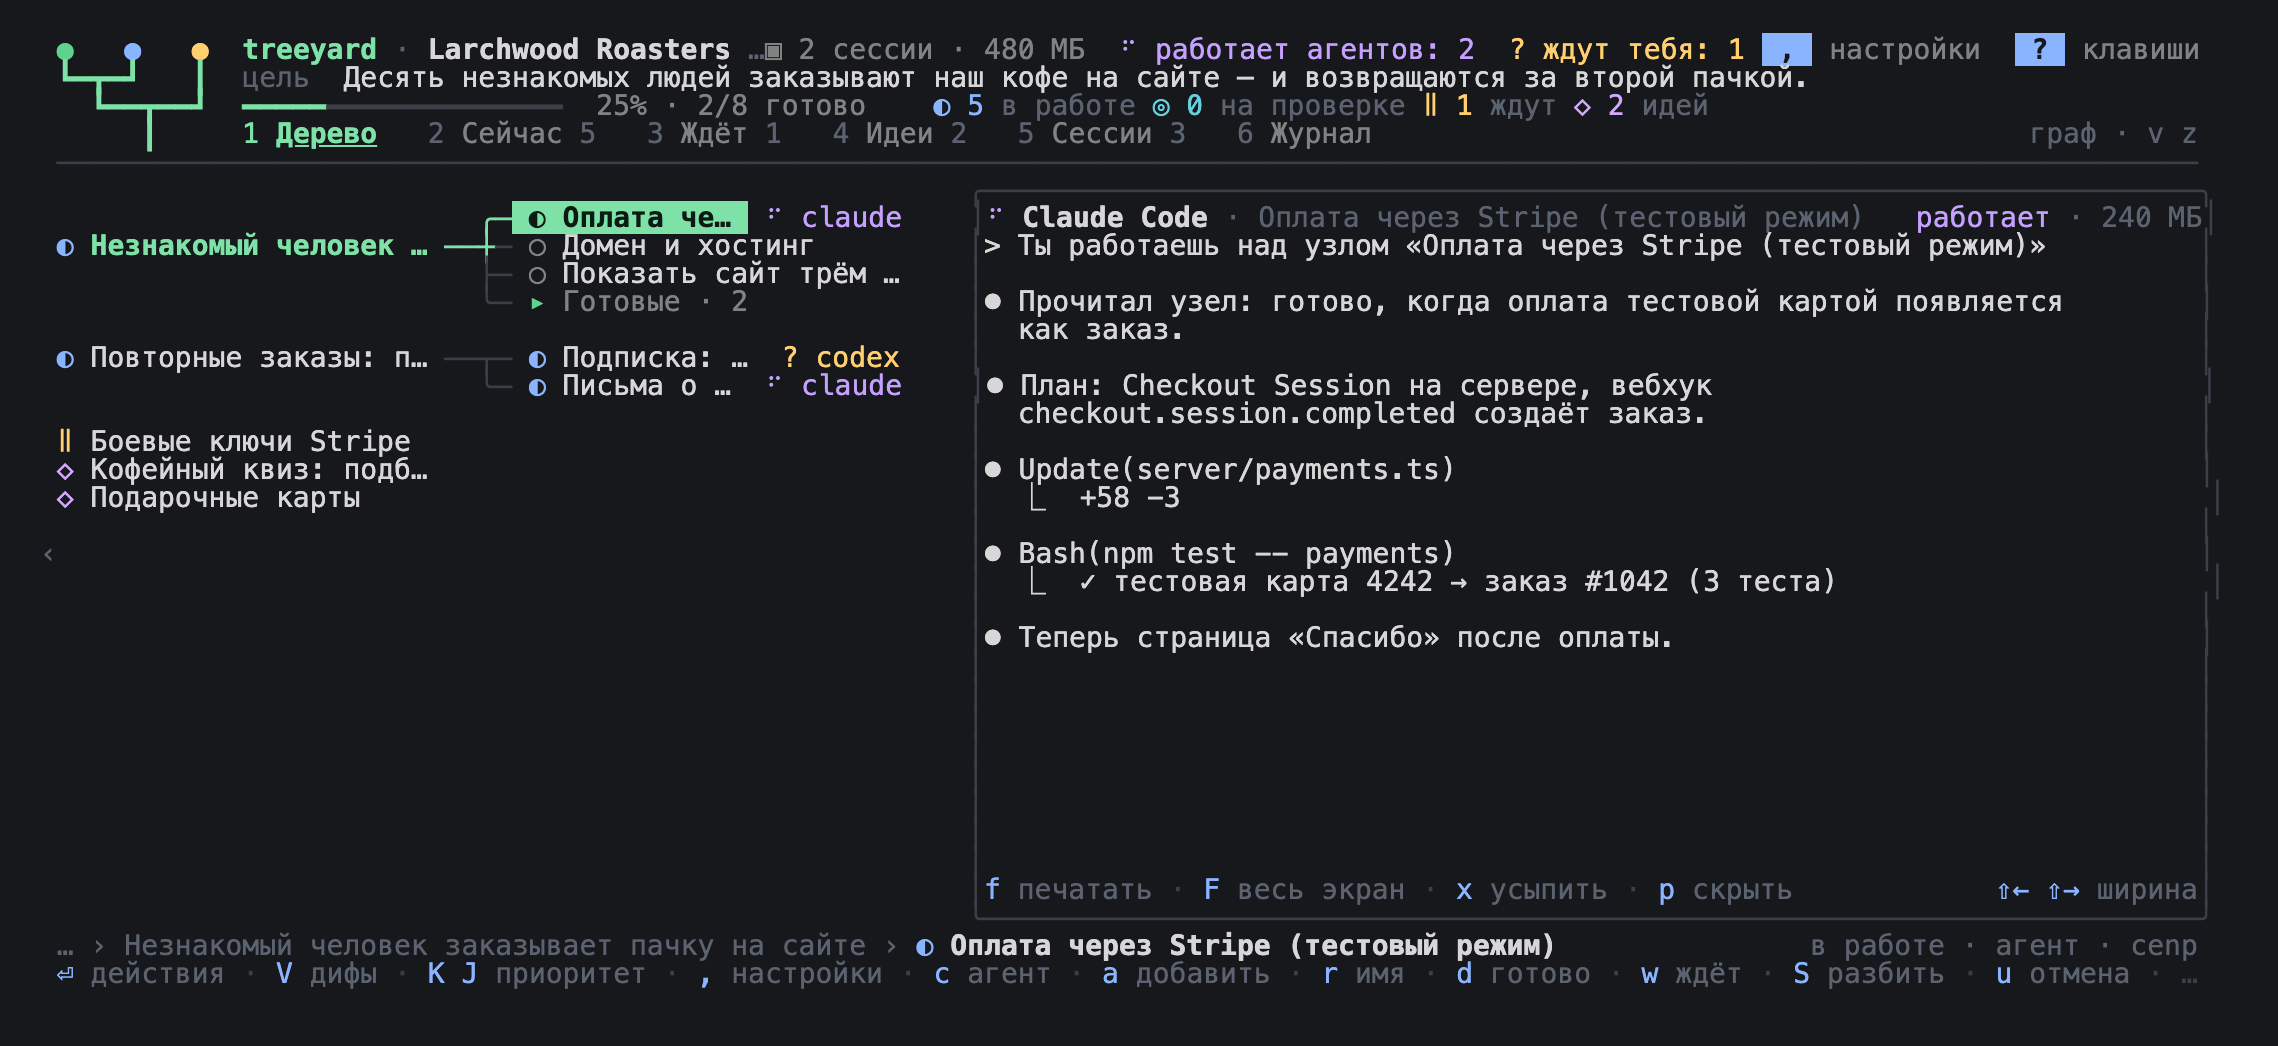 treeyard · Larchwood Roasters …▣ 2 сессии · 480 МБ ⠋ работает агентов: 2 ? ждут тебя: 1 , настройки ? клавиши
цель Десять незнакомых людей заказывают наш кофе на сайте — и возвращаются за второй пачкой.
25% · 2/8 готово ◐ 5 в работе ◎ 0 на проверке ‖ 1 ждут ◇ 2 идей
1 Дерево 2 Сейчас 5 3 Ждёт 1 4 Идеи 2 5 Сессии 3 6 Журнал граф · v z
◐ Незнакомый человек …
◐ Оплата че… ⠋ claude
○ Домен и хостинг
○ Показать сайт трём …
▸ Готовые · 2
◐ Повторные заказы: п…
◐ Подписка: … ? codex
◐ Письма о … ⠋ claude
‖ Боевые ключи Stripe
◇ Кофейный квиз: подб…
◇ Подарочные карты
‹
⠋ Claude Code · Оплата через Stripe (тестовый режим) работает · 240 МБ
> Ты работаешь над узлом «Оплата через Stripe (тестовый режим)»
● Прочитал узел: готово, когда оплата тестовой картой появляется
как заказ.
● План: Checkout Session на сервере, вебхук
checkout.session.completed создаёт заказ.
● Update(server/payments.ts)
⎿ +58 −3
● Bash(npm test -- payments)
⎿ ✓ тестовая карта 4242 → заказ #1042 (3 теста)
● Теперь страница «Спасибо» после оплаты.
f печатать · F весь экран · x усыпить · p скрыть ⇧← ⇧→ ширина
… › Незнакомый человек заказывает пачку на сайте › ◐ Оплата через Stripe (тестовый режим) в работе · агент · сенр
⏎ действия · V дифы · K J приоритет · , настройки · c агент · a добавить · r имя · d готово · w ждёт · S разбить · u отмена · …